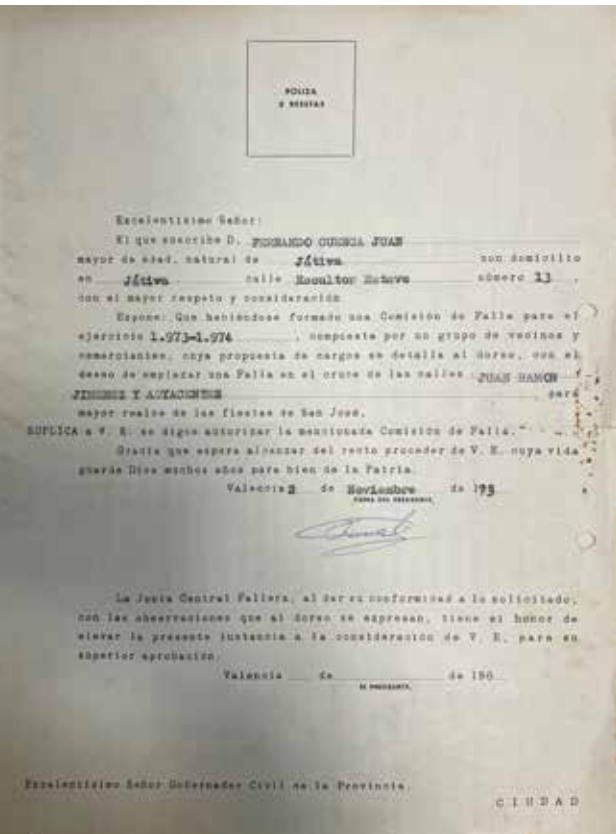 POLIZA
3 PESETAS
Excelentísimo Señor:
El que suscribe D. FERNANDO CUENCA JUAN
mayor de edad, natural de Játiva con domicilio
en Játiva calle Escultor Esteve número 13,
con el mayor respeto y consideración
Expone: Que habiéndose formado una Comisión de Falla para el
ejercicio 1.973-1.974, compuesta por un grupo de vecinos y
comerciantes, cuya propuesta de cargos se detalla al dorso, con el
deseo de emplazar una Falla en el cruce de las calles JUAN RAMON
JIMENEZ Y ADYACENTES para
mayor realce de las fiestas de San José,
SUPLICA a V. E. se digne autorizar la mencionada Comisión de Falla.
Gracia que espera alcanzar del recto proceder de V. E. cuya vida
guarde Dios muchos años para bien de la Patria.
Valencia 2 de Noviembre de 1973
FIRMA DEL PRESIDENTE,
La Junta Central Fallera, al dar su conformidad a lo solicitado,
con las observaciones que al dorso se expresan, tiene el honor de
elevar la presente instancia a la consideración de V. E. para su
superior aprobación.
Valencia de de 196
EL PRESIDENTE,
Excelentísimo Señor Gobernador Civil de la Provincia.
CIUDAD